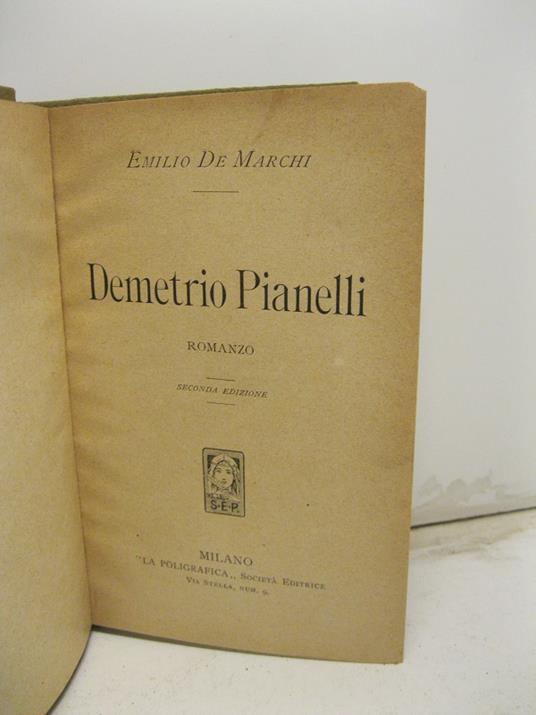 EMILIO DE MARCHI
Demetrio Pianelli
ROMANZO
SECONDA EDIZIONE
S.E.P.
MILANO
"LA POLIGRAFICA„ SOCIETÀ EDITRICE
VIA STELLA, NUM. 9.